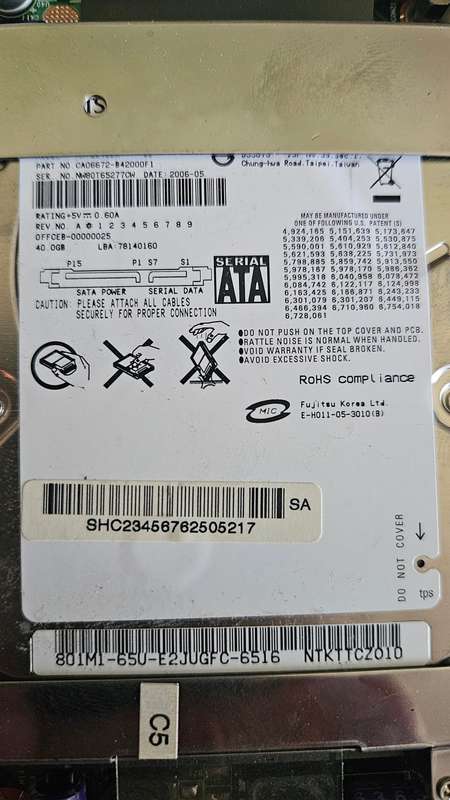 SI
PART NO. CA06672-B42000F1
SER. NO. NW80T65277CW DATE: 2006-05
Chung-hwa Road, Taipei, Taiwan
RATING:+5V 0.60A
REV. NO. A 0 1 2 3 4 5 6 7 8 9
OFFCEB-00000025
40.0GB LBA: 78140160
MAY BE MANUFACTURED UNDER
ONE OF FOLLOWING U.S. PATENT (S)
4,924,165 5,151,639 5,173,847
5,339,206 5,404,253 5,530,875
5,590,001 5,610,929 5,612,840
5,621,593 5,638,225 5,731,973
5,798,885 5,859,742 5,913,550
5,978,167 5,978,170 5,986,362
5,995,318 6,040,958 6,078,472
6,084,742 6,122,117 6,124,998
6,163,425 6,166,871 6,243,233
6,301,079 6,301,207 6,449,115
6,466,394 6,710,960 6,754,018
6,728,061
P15 P1 S7 S1
SATA POWER SERIAL DATA
SERIAL
ATA
CAUTION: PLEASE ATTACH ALL CABLES
SECURELY FOR PROPER CONNECTION
●DO NOT PUSH ON THE TOP COVER AND PCB.
●RATTLE NOISE IS NORMAL WHEN HANDLED.
●VOID WARRANTY IF SEAL BROKEN.
●AVOID EXCESSIVE SHOCK.
RoHS compliance
MIC
Fujitsu Korea Ltd.
E-H011-05-3010(B)
SA
SHC23456762505217
DO NOT COVER
tps
801M1-65U-E2JUGFC-6516 NTKTTCZ010
C5